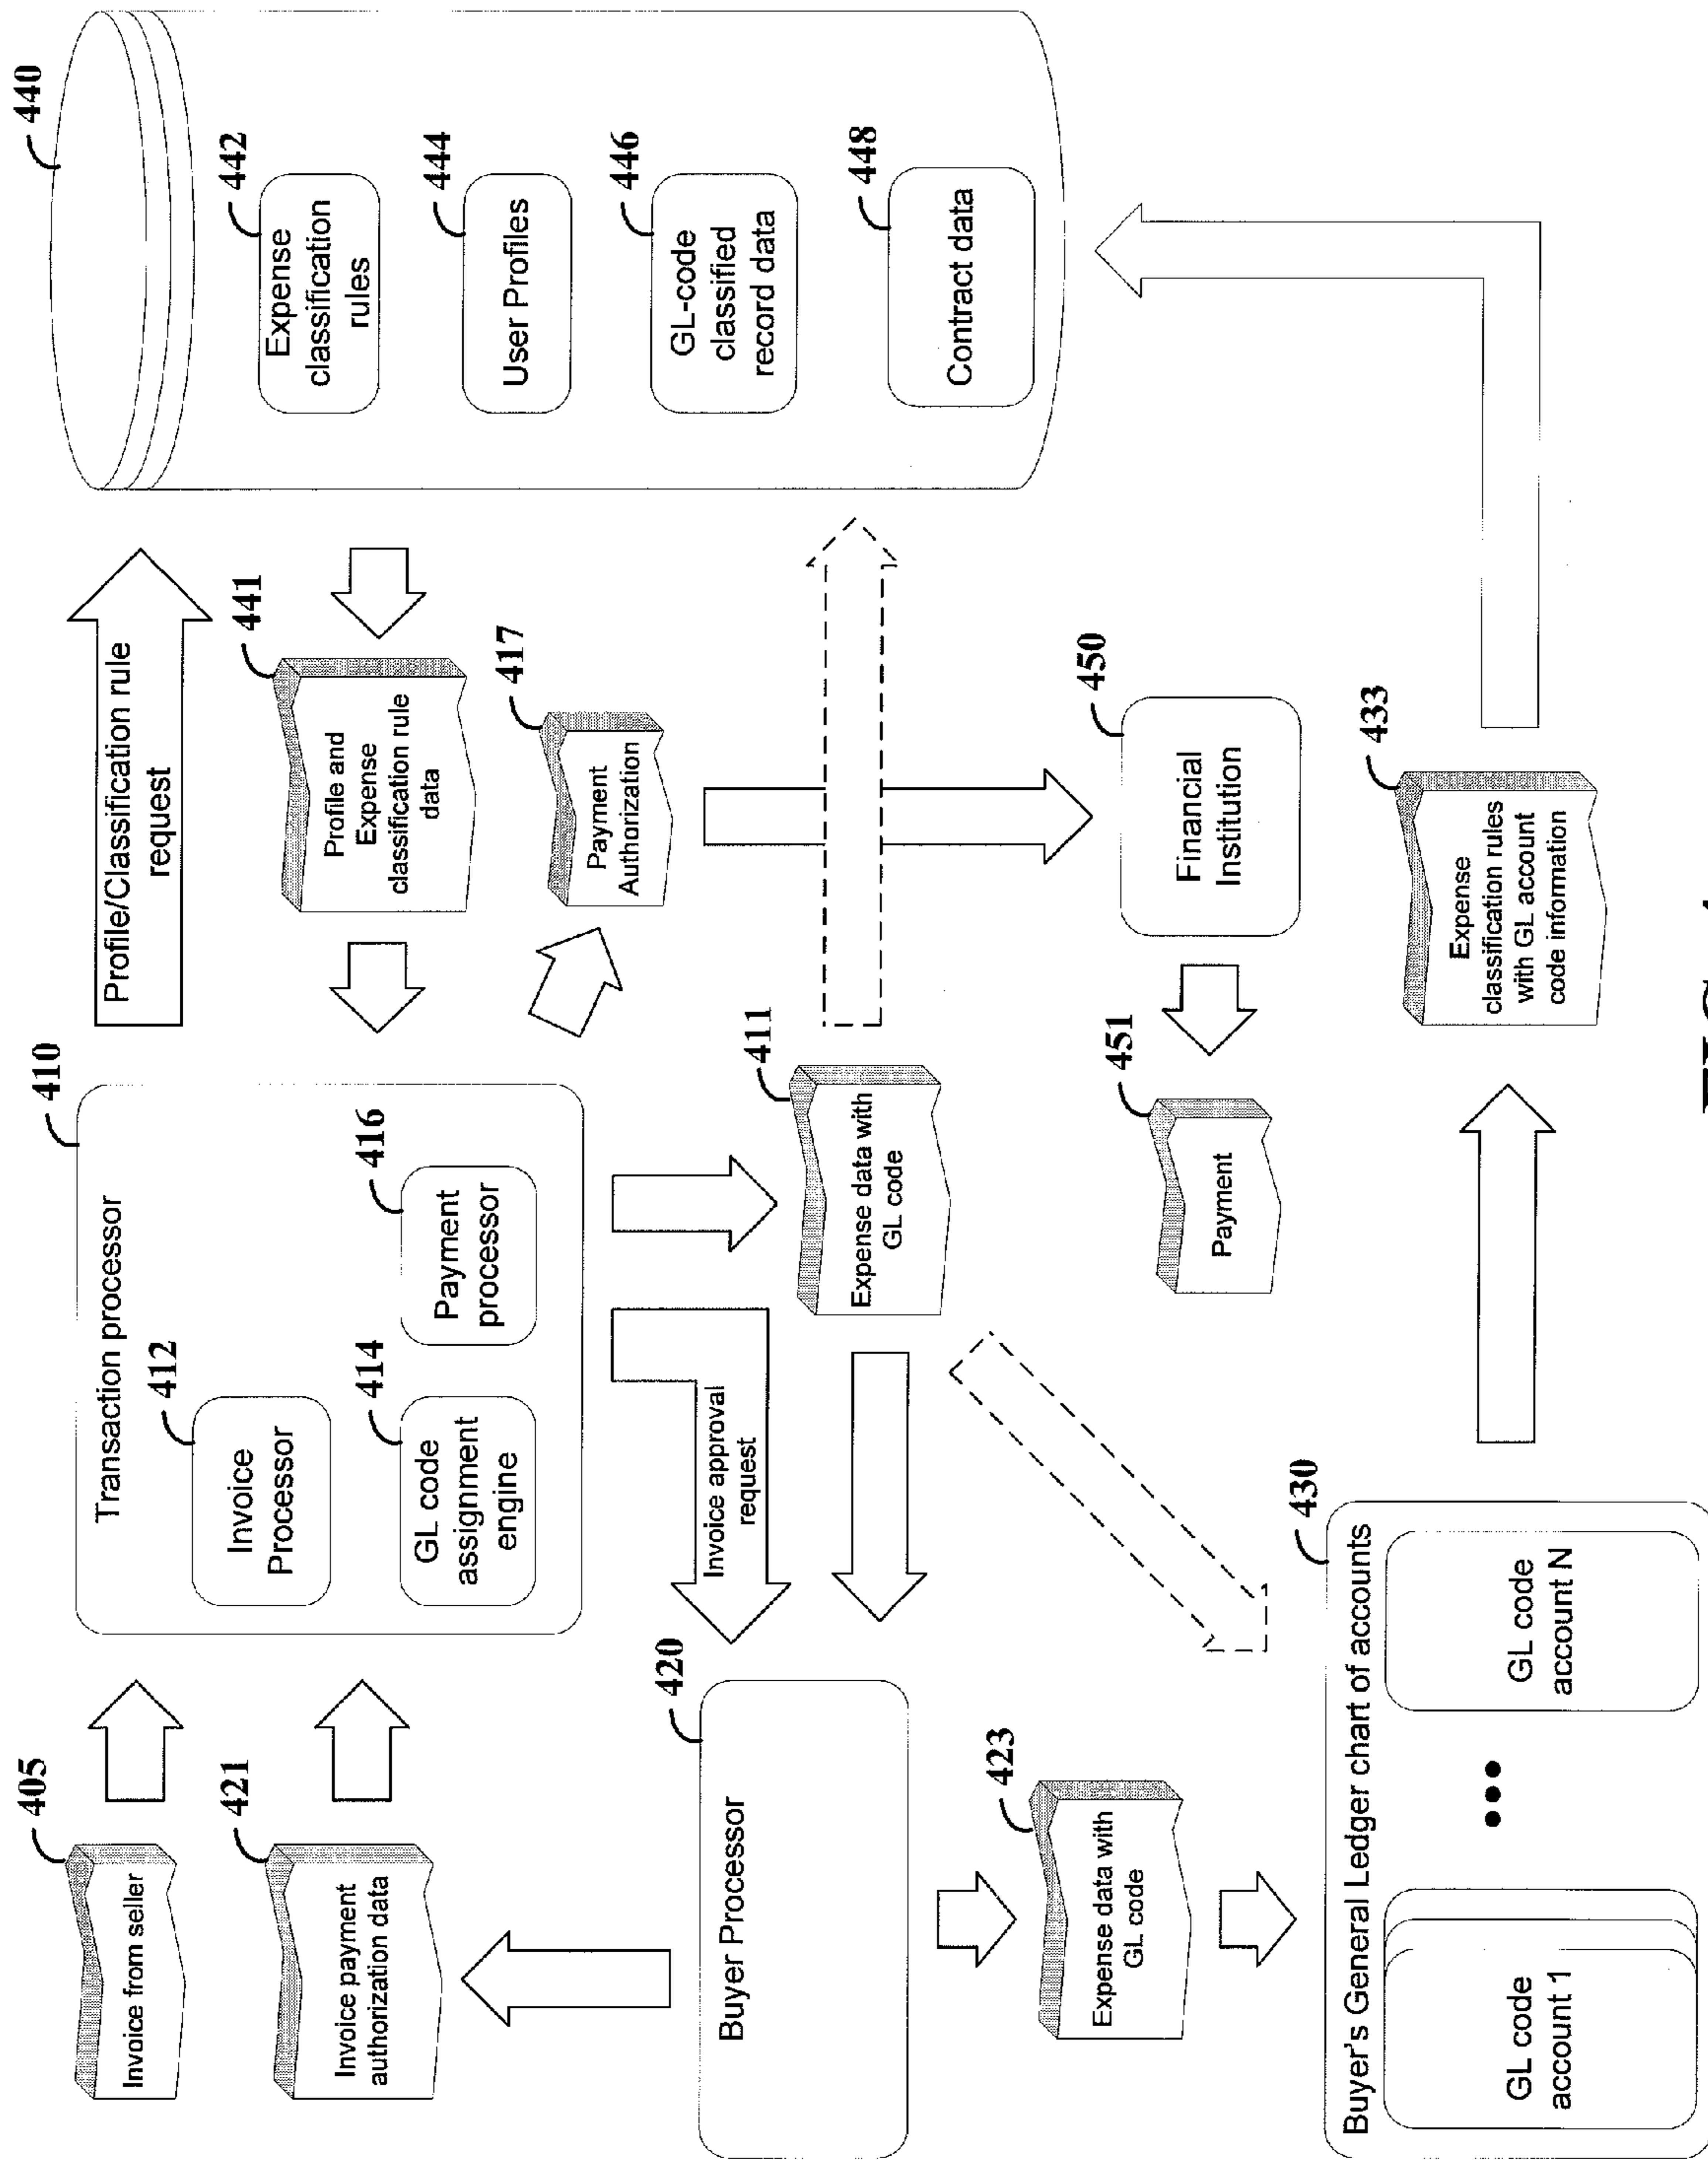 405
Invoice from seller
421
Invoice payment
authorization data
410
Transaction processor
412
Invoice
Processor
414
GL code
assignment
engine
416
Payment
processor
Profile/Classification rule
request
441
Profile and
Expense
classification rule
data
417
Payment
Authorization
440
442
Expense
classification
rules
444
User Profiles
446
GL-code
classified
record data
448
Contract data
Invoice approval
request
411
Expense data with
GL code
420
Buyer Processor
423
Expense data with
GL code
450
Financial
Institution
451
Payment
430
Buyer's General Ledger chart of accounts
GL code
account 1
•••
GL code
account N
433
Expense
classification rules
with GL account
code information